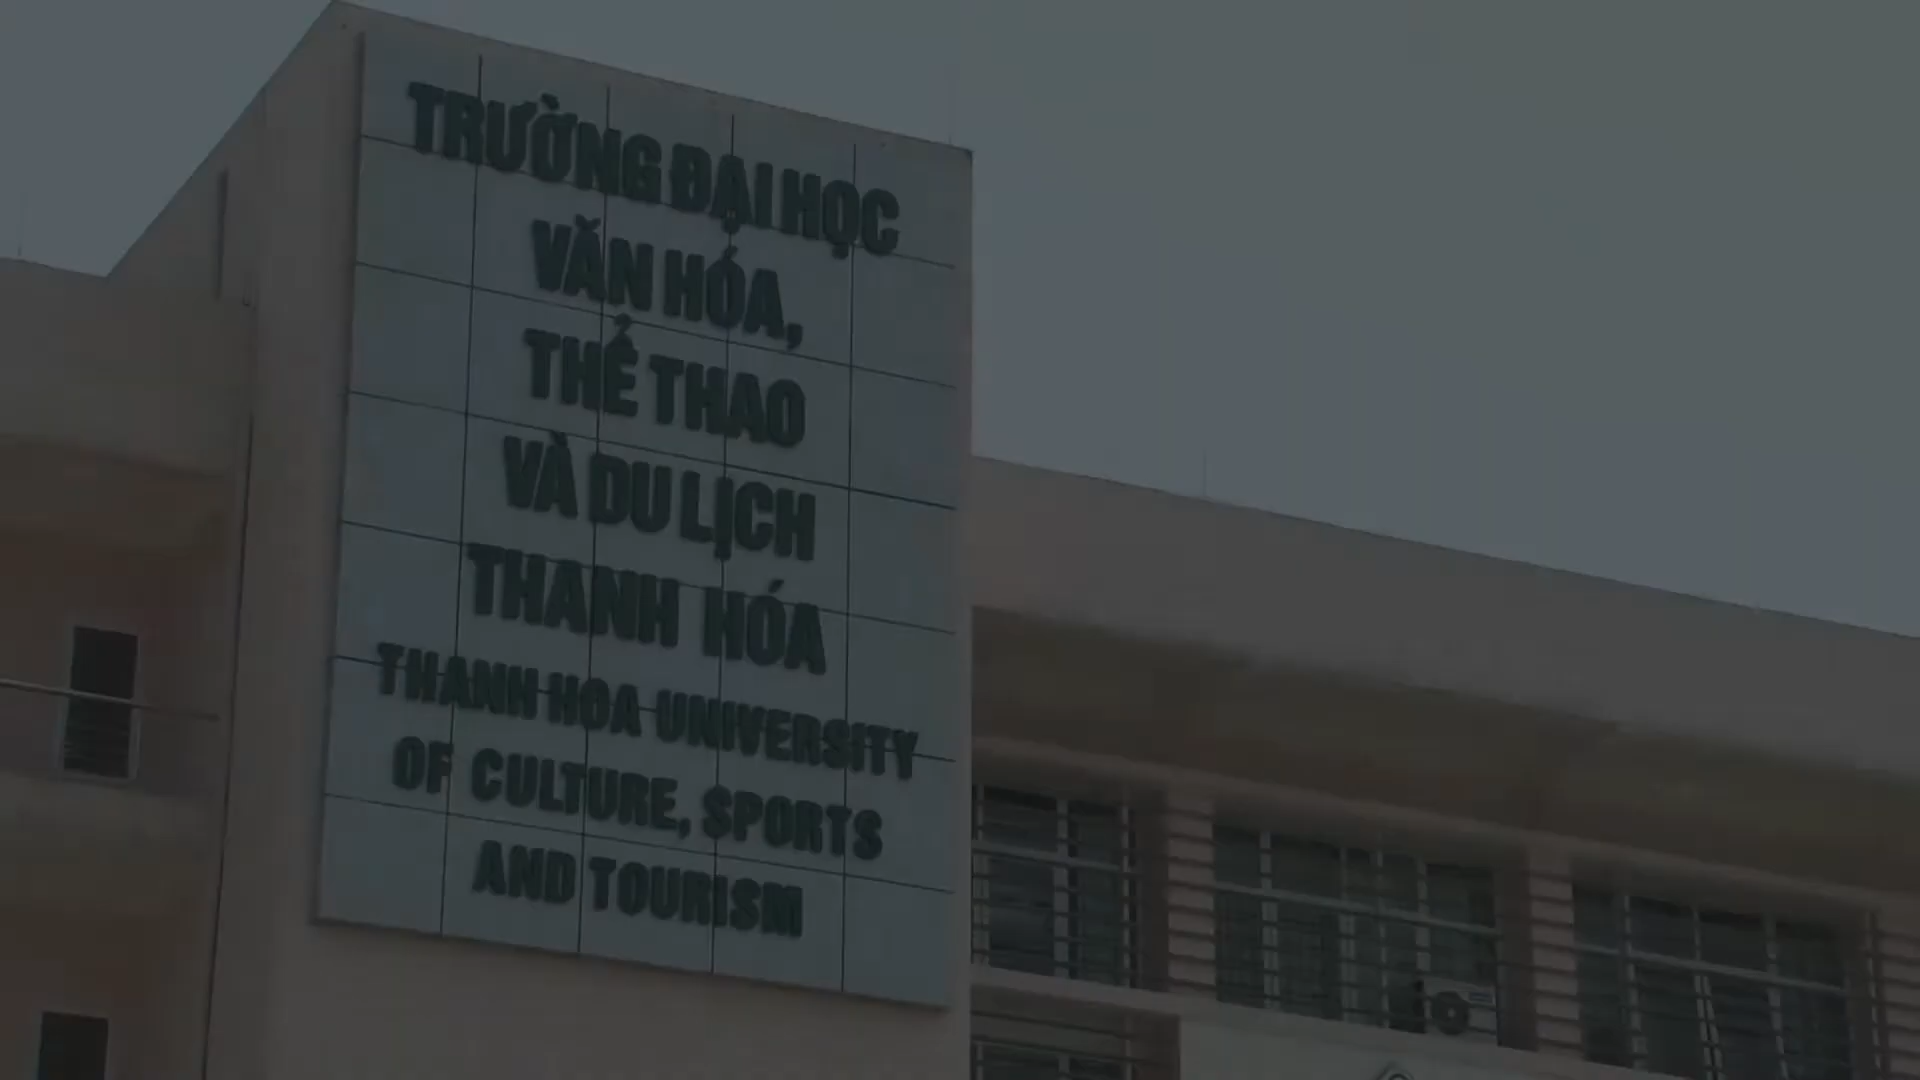 TRƯỜNG ĐẠI HỌC
VĂN HÓA,
THỂ THAO
VÀ DU LỊCH
THANH HÓA
THANH HOA UNIVERSITY
OF CULTURE, SPORTS
AND TOURISM